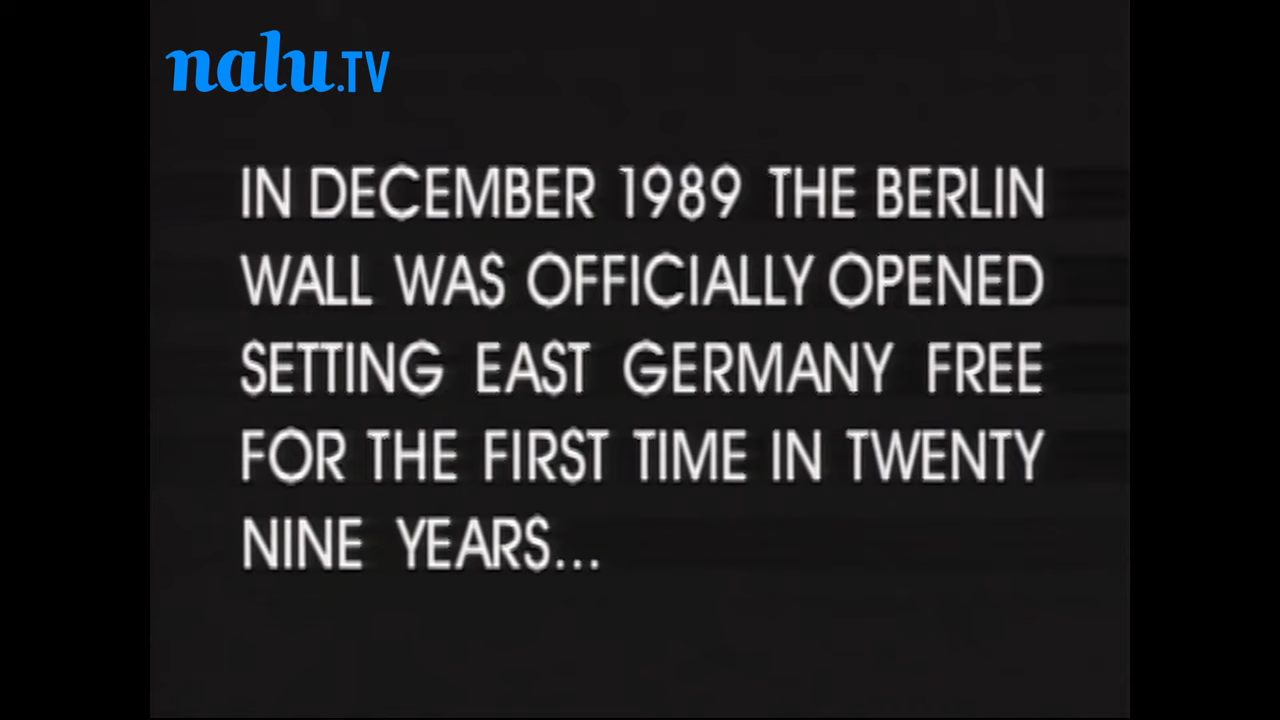 nalu.TV
IN DECEMBER 1989 THE BERLIN
WALL WAS OFFICIALLY OPENED
SETTING EAST GERMANY FREE
FOR THE FIRST TIME IN TWENTY
NINE YEARS...